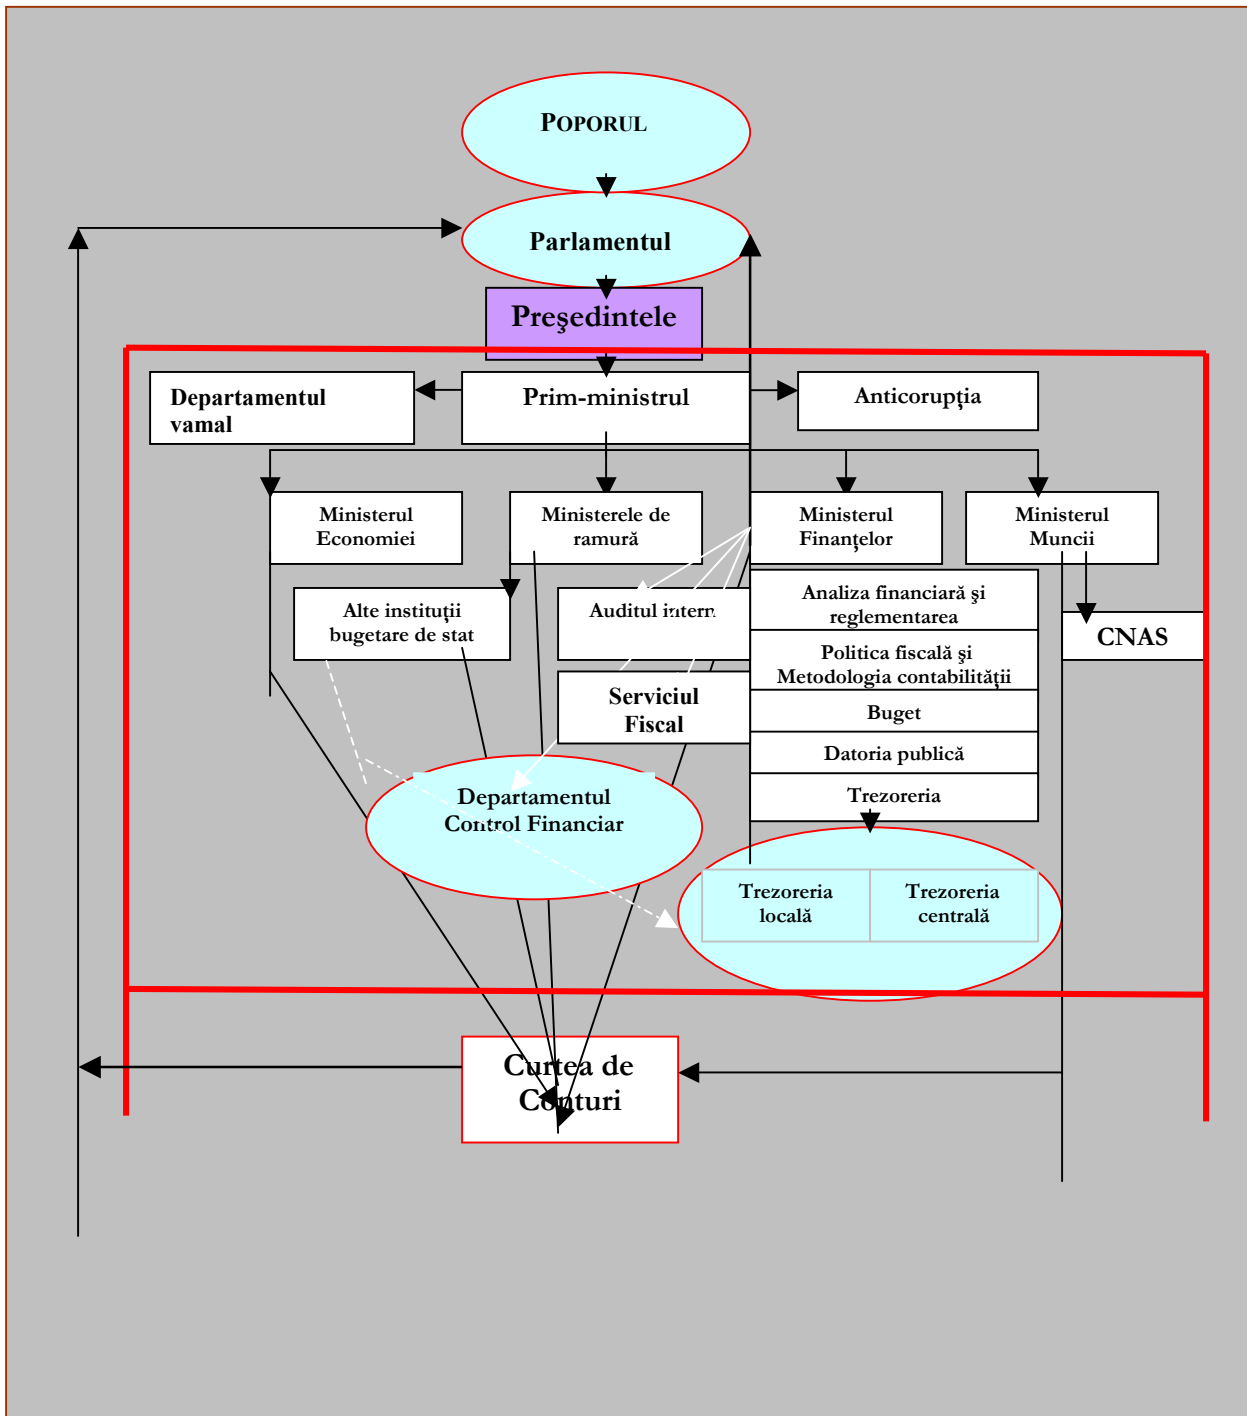 POPORUL
Parlamentul
Preşedintele
Departamentul
vamal
Prim-ministrul
Anticorupţia
Ministerul
Economiei
Ministerele de
ramură
Ministerul
Finanţelor
Ministerul
Muncii
Alte instituţii
bugetare de stat
Auditul intern
Analiza financiară şi
reglementarea
CNAS
Politica fiscală şi
Metodologia contabilităţii
Serviciul
Fiscal
Buget
Datoria publică
Trezoreria
Departamentul
Control Financiar
Trezoreria
locală
Trezoreria
centrală
Curtea de
Conturi